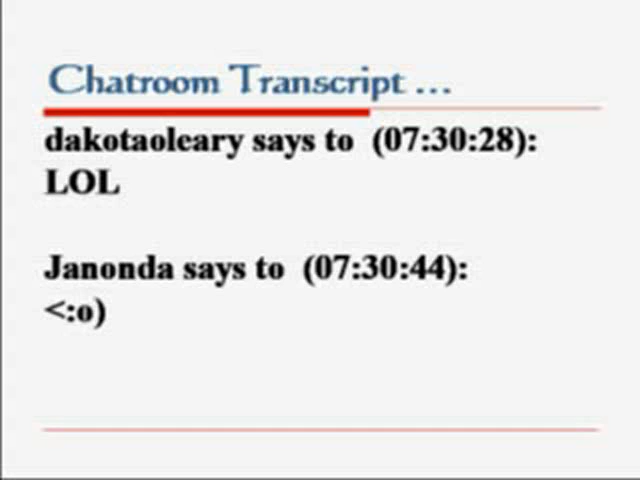 Chatroom Transcript ...
dakotaoleary says to  (07:30:28):
LOL
Janonda says to  (07:30:44):
<:o)